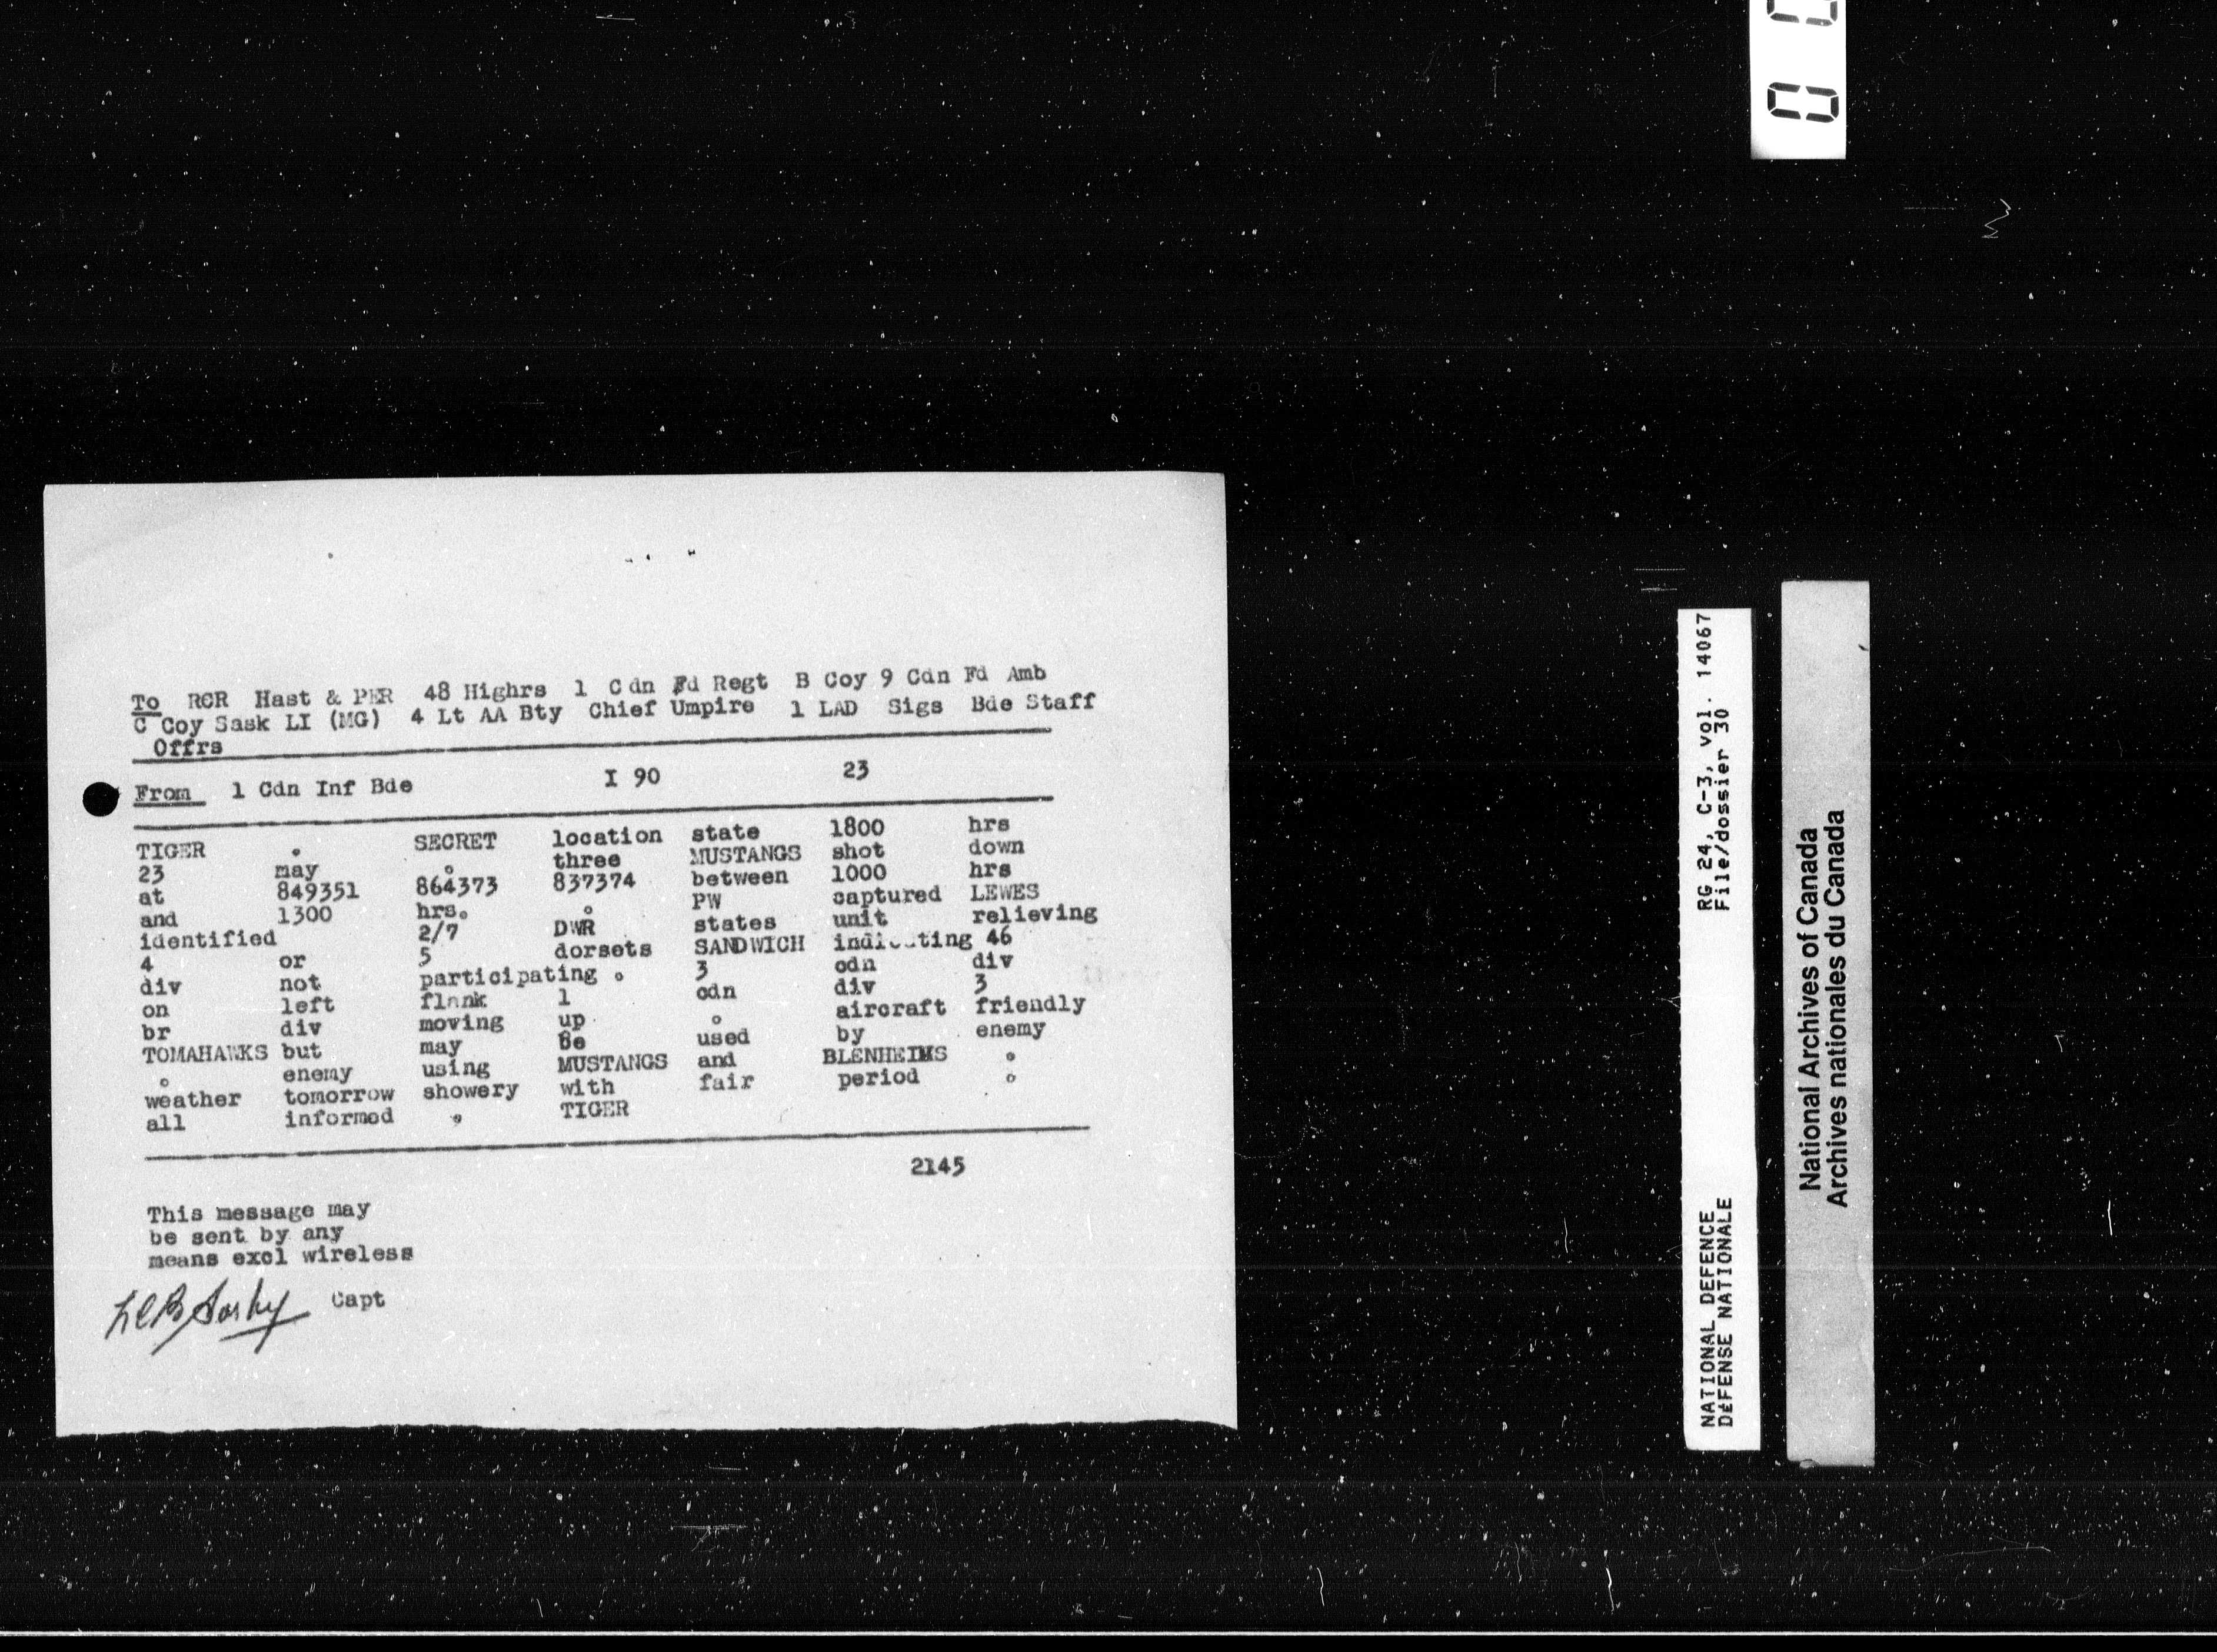 To RCR Hast & PER 48 Highrs 1 Cdn Fd Regt B Coy 9 Cdn Fd Amb
C Coy Sask LI (MG) 4 Lt AA Bty Chief Umpire 1 LAD Sigs Bde Staff
Offrs
From 1 Cdn Inf Bde I 90 23
TIGER . SECRET location state 1800 hrs
23 may . three MUSTANGS shot down
at 849351 864373 837374 between 1000 hrs
and 1300 hrs. . PW captured LEWES
identified 2/7 DWR states unit relieving
4 or 5 dorsets SANDWICH indicating 46
div not participating . 3 cdn div
on left flank 1 cdn div 3
br div moving up . aircraft friendly
TOMAHAWKS but may be used by enemy
. enemy using MUSTANGS and BLENHEIMS .
weather tomorrow showery with fair period .
all informed . TIGER
2145
This message may
be sent by any
means excl wireless
Capt
RG 24, C-3, vol. 14067
File/dossier 30
NATIONAL DEFENCE
DÉFENSE NATIONALE
National Archives of Canada
Archives nationales du Canada
0 0